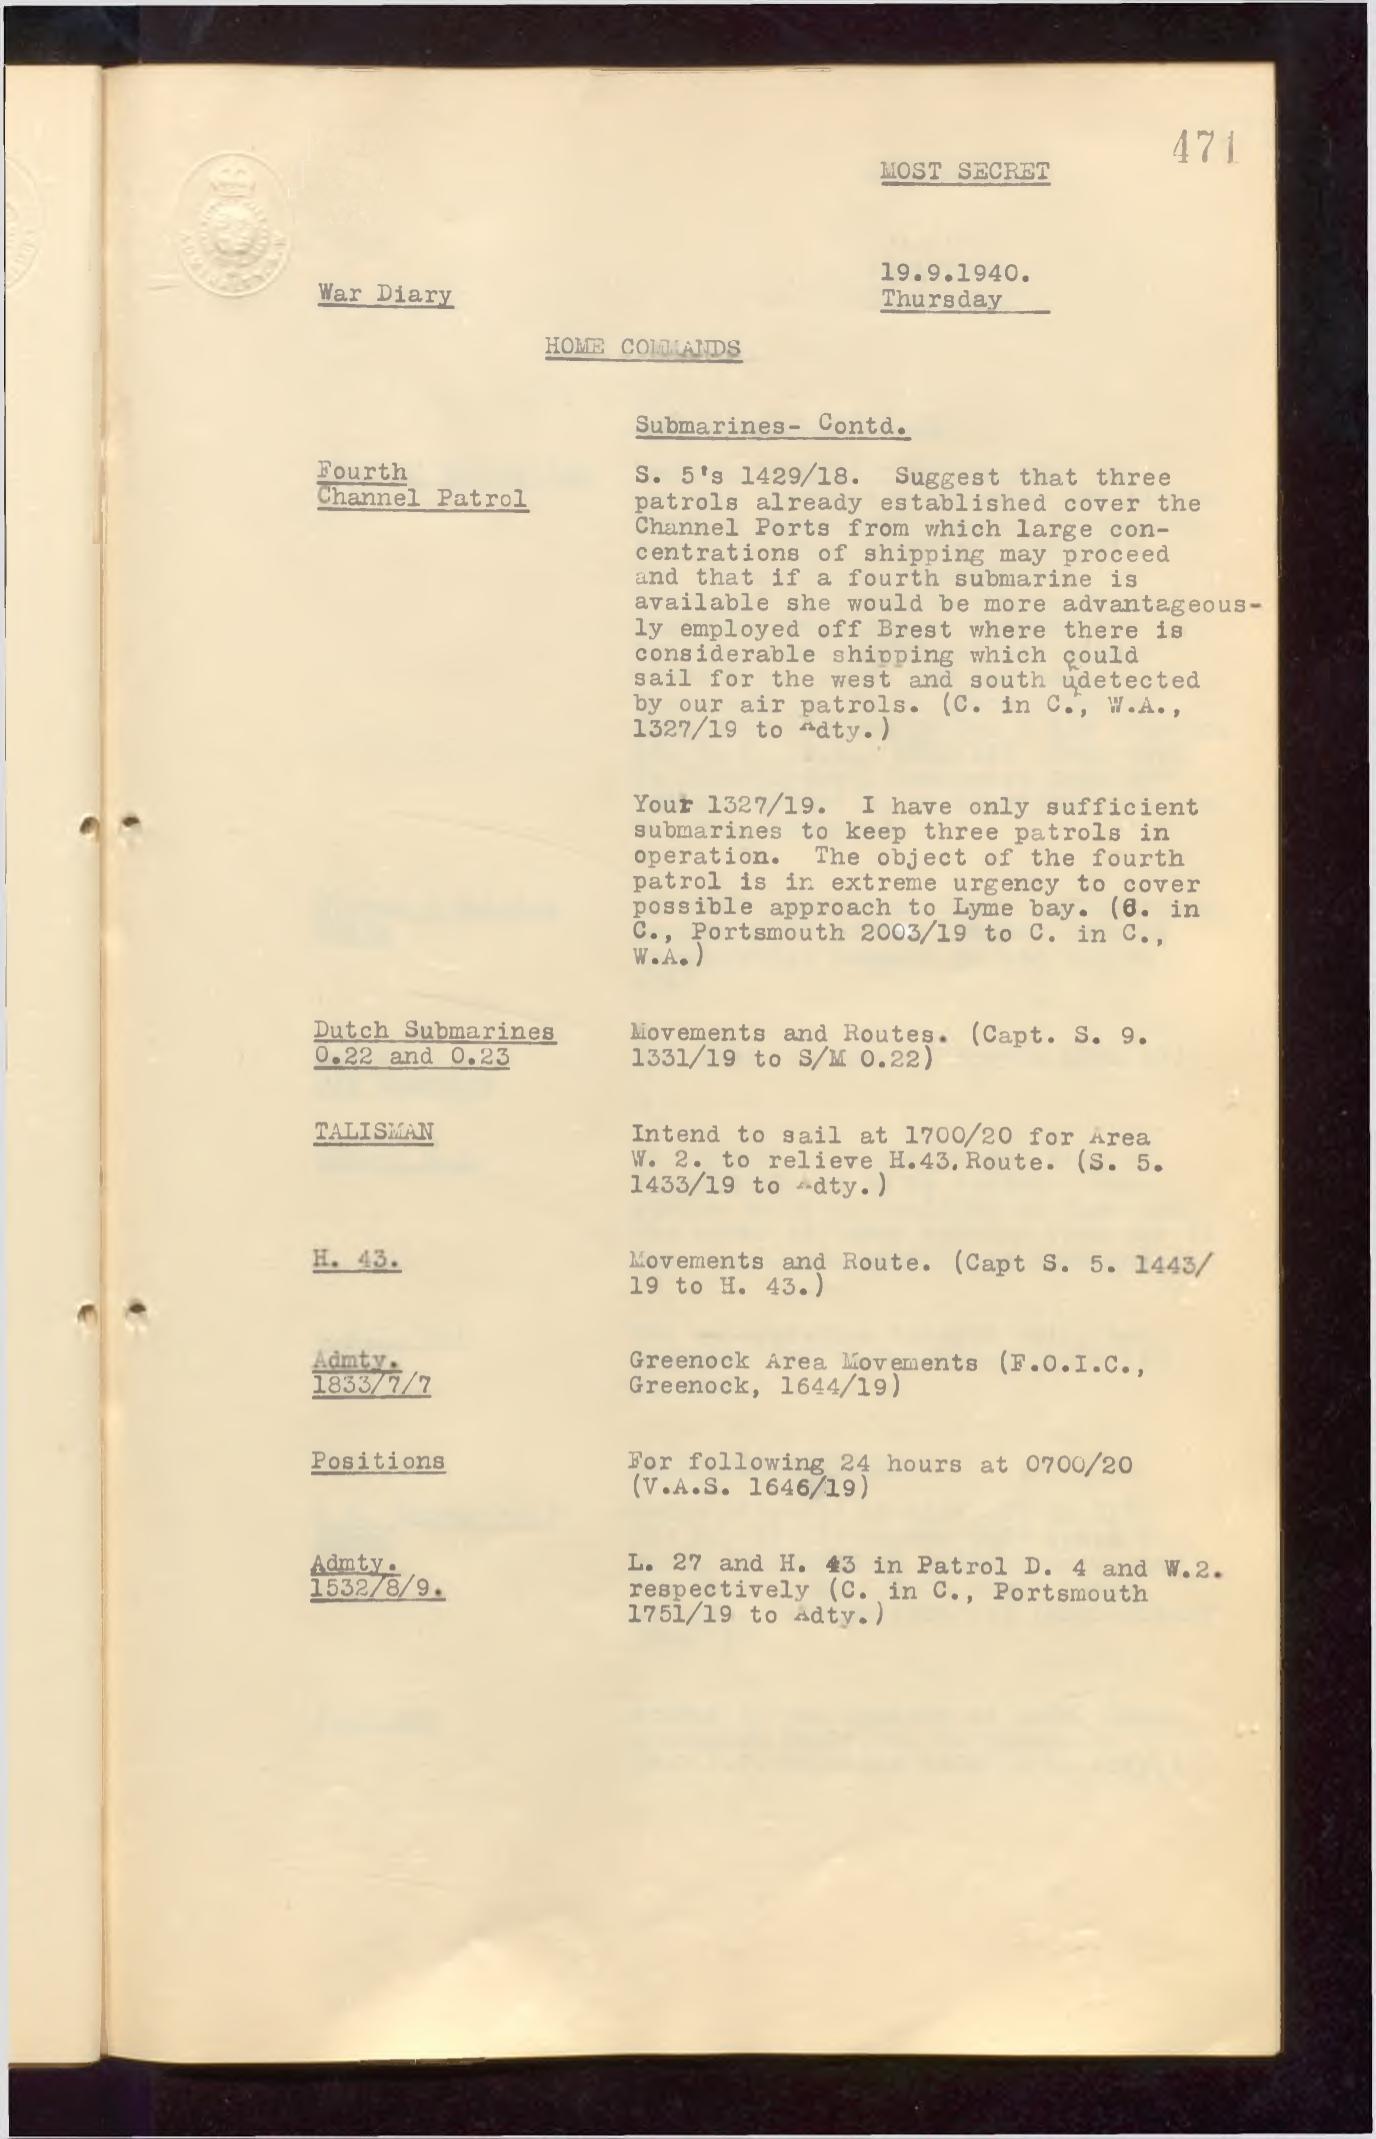 471
MOST SECRET
19.9.1940.
Thursday
War Diary
HOME COMMANDS
Submarines- Contd.
Fourth
Channel Patrol
S. 5's 1429/18. Suggest that three
patrols already established cover the
Channel Ports from which large con-
centrations of shipping may proceed
and that if a fourth submarine is
available she would be more advantageous-
ly employed off Brest where there is
considerable shipping which could
sail for the west and south udetected
by our air patrols. (C. in C., W.A.,
1327/19 to Adty.)
Your 1327/19. I have only sufficient
submarines to keep three patrols in
operation. The object of the fourth
patrol is in extreme urgency to cover
possible approach to Lyme bay. (C. in
C., Portsmouth 2003/19 to C. in C.,
W.A.)
Dutch Submarines
O.22 and O.23
Movements and Routes. (Capt. S. 9.
1331/19 to S/M O.22)
TALISMAN
Intend to sail at 1700/20 for Area
W. 2. to relieve H.43. Route. (S. 5.
1433/19 to Adty.)
H. 43.
Movements and Route. (Capt S. 5. 1443/
19 to H. 43.)
Admty.
1833/7/7
Greenock Area Movements (F.O.I.C.,
Greenock, 1644/19)
Positions
For following 24 hours at 0700/20
(V.A.S. 1646/19)
Admty.
1532/8/9.
L. 27 and H. 43 in Patrol D. 4 and W.2.
respectively (C. in C., Portsmouth
1751/19 to Adty.)